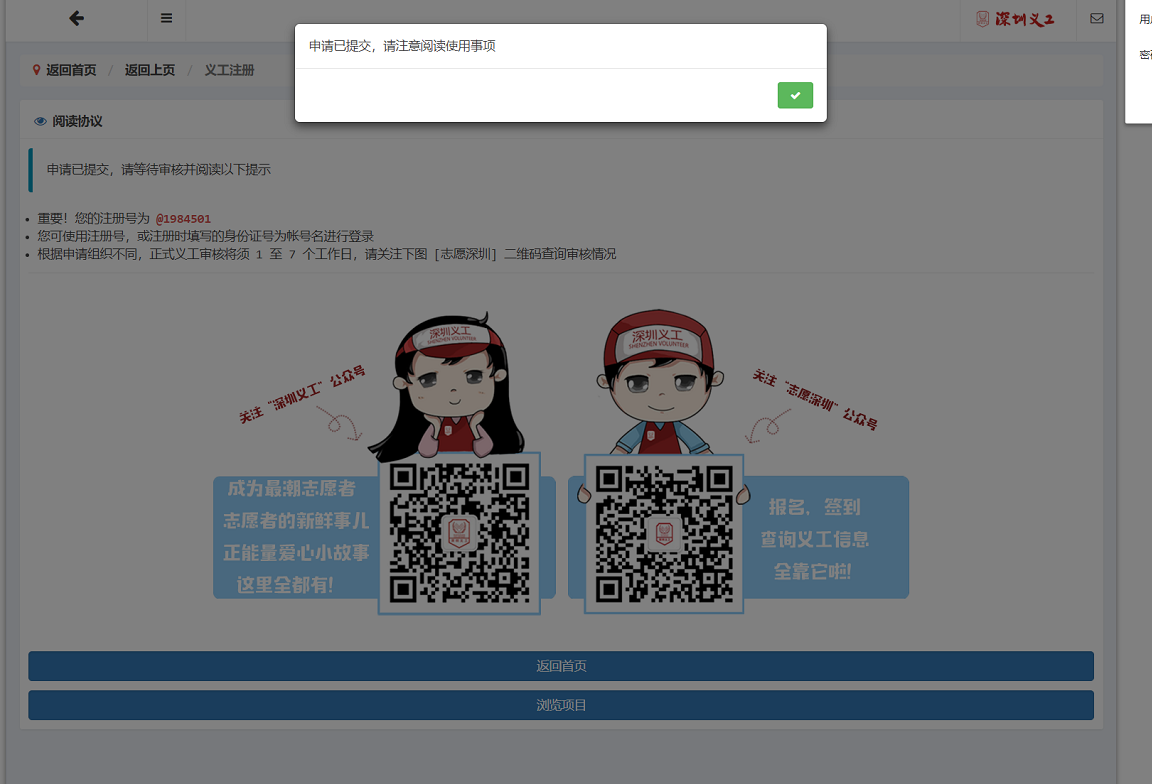 深圳义工
用
密
申请已提交，请注意阅读使用事项
返回首页 / 返回上页 / 义工注册
阅读协议
申请已提交，请等待审核并阅读以下提示
重要！您的注册号为 @1984501
您可使用注册号，或注册时填写的身份证号为帐号名进行登录
根据申请组织不同，正式义工审核将须 1 至 7 个工作日，请关注下图 [志愿深圳] 二维码查询审核情况
深圳义工
SHENZHEN VOLUNTEER
深圳义工
SHENZHEN VOLUNTEER
关注“深圳义工”公众号
关注“志愿深圳”公众号
成为最潮志愿者
志愿者的新鲜事儿
正能量爱心小故事
这里全都有!
报名，签到
查询义工信息
全靠它啦!
返回首页
浏览项目